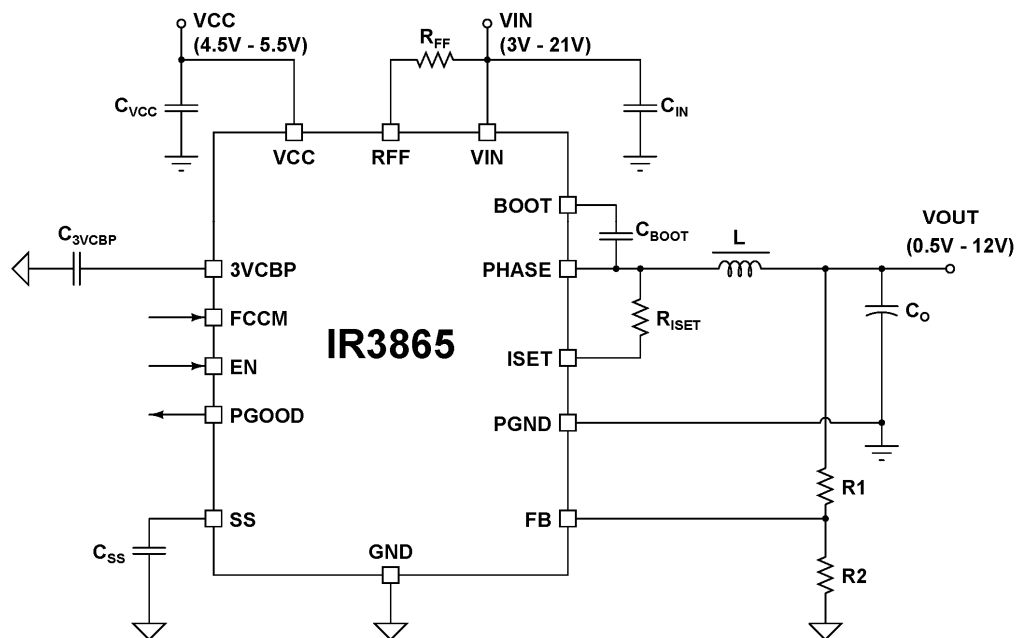 VCC
(4.5V - 5.5V)
RFF
VIN
(3V - 21V)
CVCC
CIN
VCC
RFF
VIN
BOOT
CBOOT
L
VOUT
(0.5V - 12V)
C3VCBP
3VCBP
PHASE
FCCM
RISET
CO
IR3865
EN
ISET
PGOOD
PGND
R1
SS
FB
CSS
GND
R2